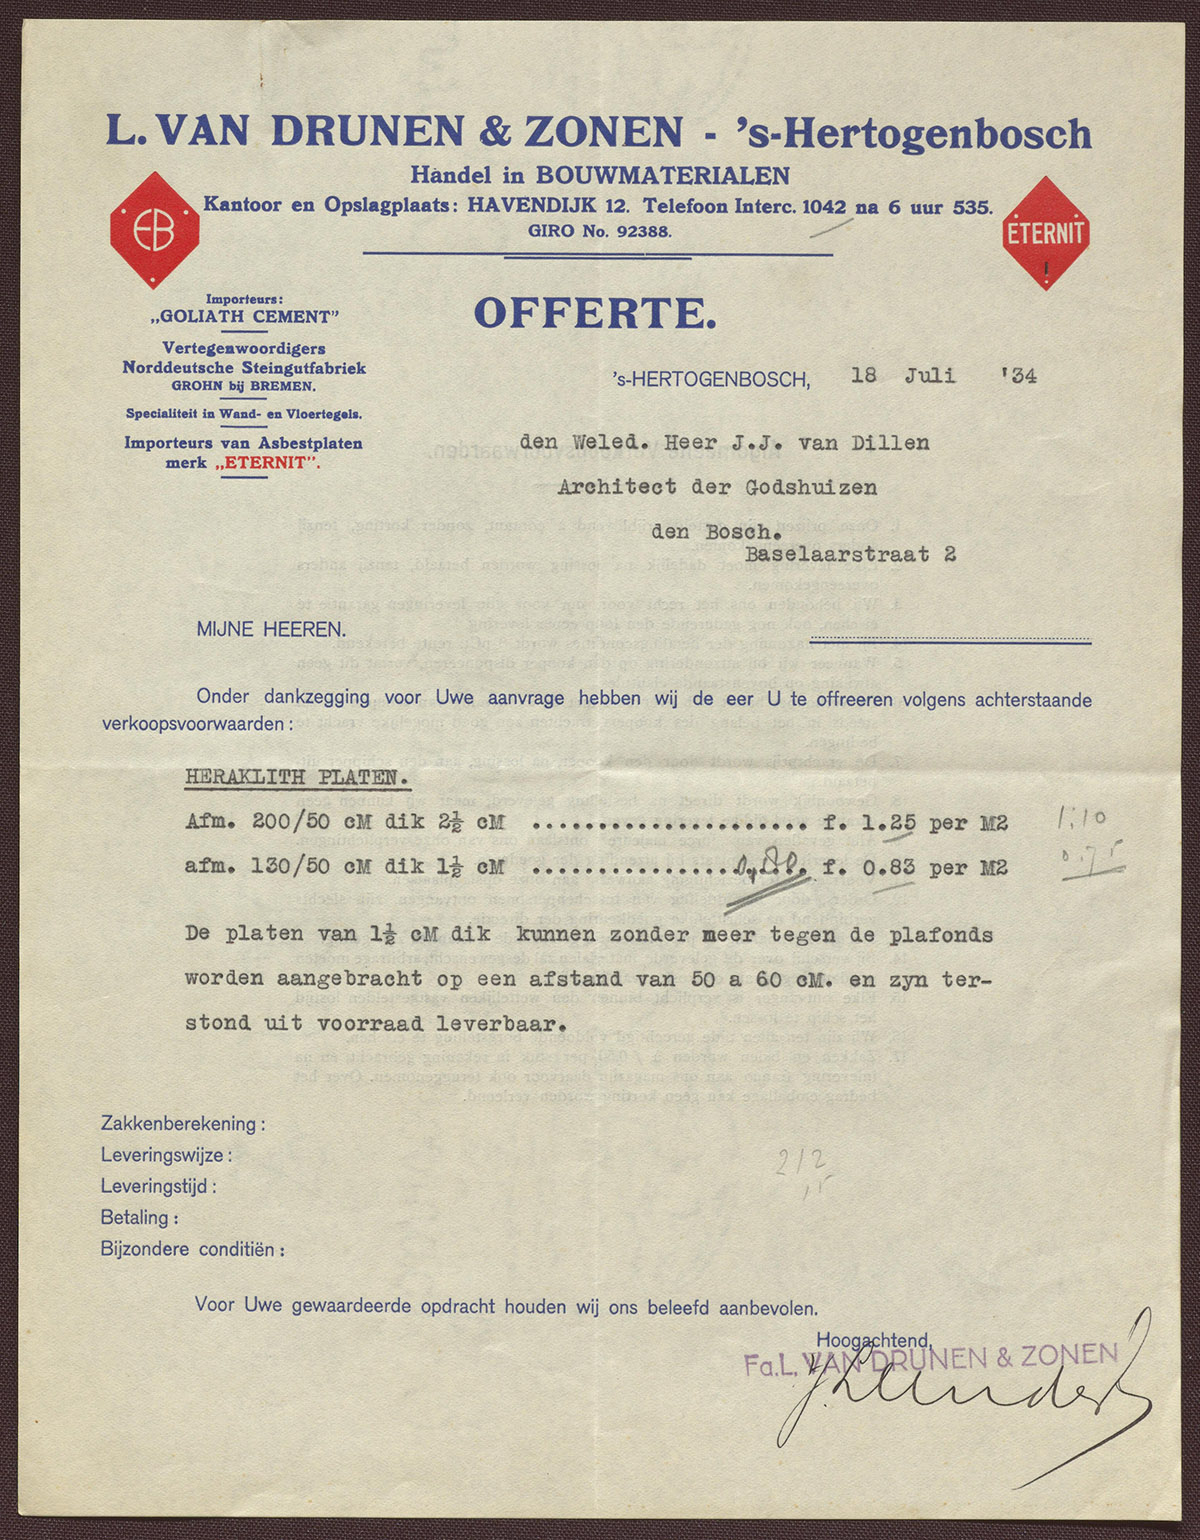 L. VAN DRUNEN & ZONEN - 's-Hertogenbosch
Handel in BOUWMATERIALEN
Kantoor en Opslagplaats: HAVENDIJK 12. Telefoon Interc. 1042 na 6 uur 535.
GIRO No. 92388.
EB
ETERNIT
Importeurs:
„GOLIATH CEMENT”
Vertegenwoordigers
Norddeutsche Steingutfabriek
GROHN bij BREMEN.
Specialiteit in Wand- en Vloertegels.
Importeurs van Asbestplaten
merk „ETERNIT”.
OFFERTE.
's-HERTOGENBOSCH, 18 Juli '34
den Weled. Heer J.J. van Dillen
Architect der Godshuizen
den Bosch.
Baselaarstraat 2
MIJNE HEEREN.
Onder dankzegging voor Uwe aanvrage hebben wij de eer U te offreeren volgens achterstaande
verkoopsvoorwaarden:
HERAKLITH PLATEN.
Afm. 200/50 cM dik 2½ cM ..................... f. 1.25 per M2 1.10
afm. 130/50 cM dik 1½ cM ..................... 0,80. f. 0.83 per M2 0.75
De platen van 1½ cM dik kunnen zonder meer tegen de plafonds
worden aangebracht op een afstand van 50 a 60 cM. en zyn ter-
stond uit voorraad leverbaar.
Zakkenberekening:
Leveringswijze:
Leveringstijd:
Betaling:
Bijzondere conditiën:
212
Voor Uwe gewaardeerde opdracht houden wij ons beleefd aanbevolen.
Hoogachtend,
Fa. L. VAN DRUNEN & ZONEN